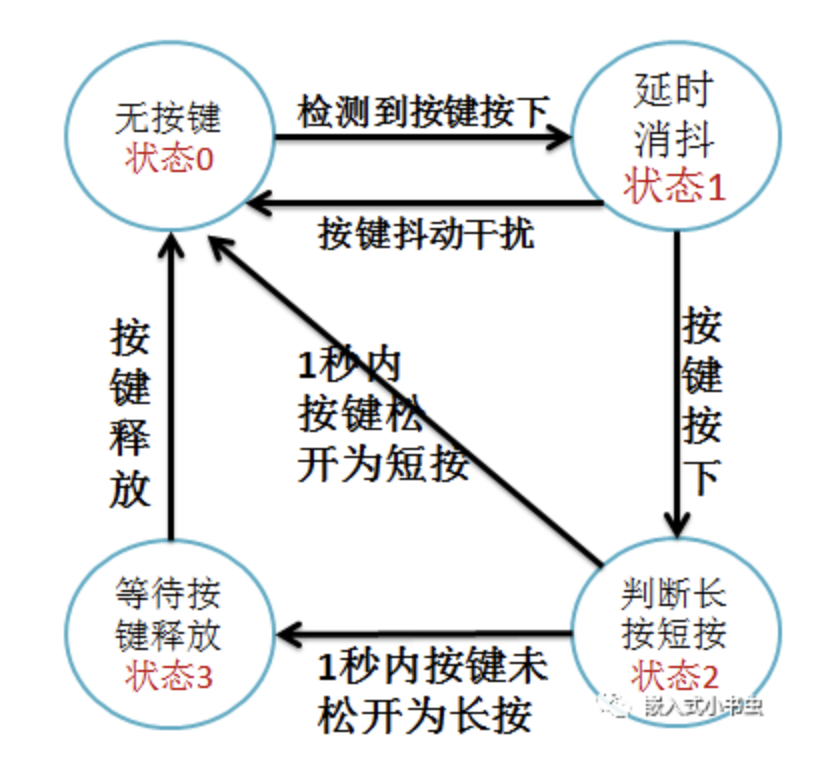 无按键
状态0
检测到按键按下
延时
消抖
状态1
按键抖动干扰
按
键
释
放
1秒内
按键松
开为短按
按
键
按
下
等待按
键释放
状态3
1秒内按键未
松开为长按
判断长
按短按
状态2
嵌入式小书虫